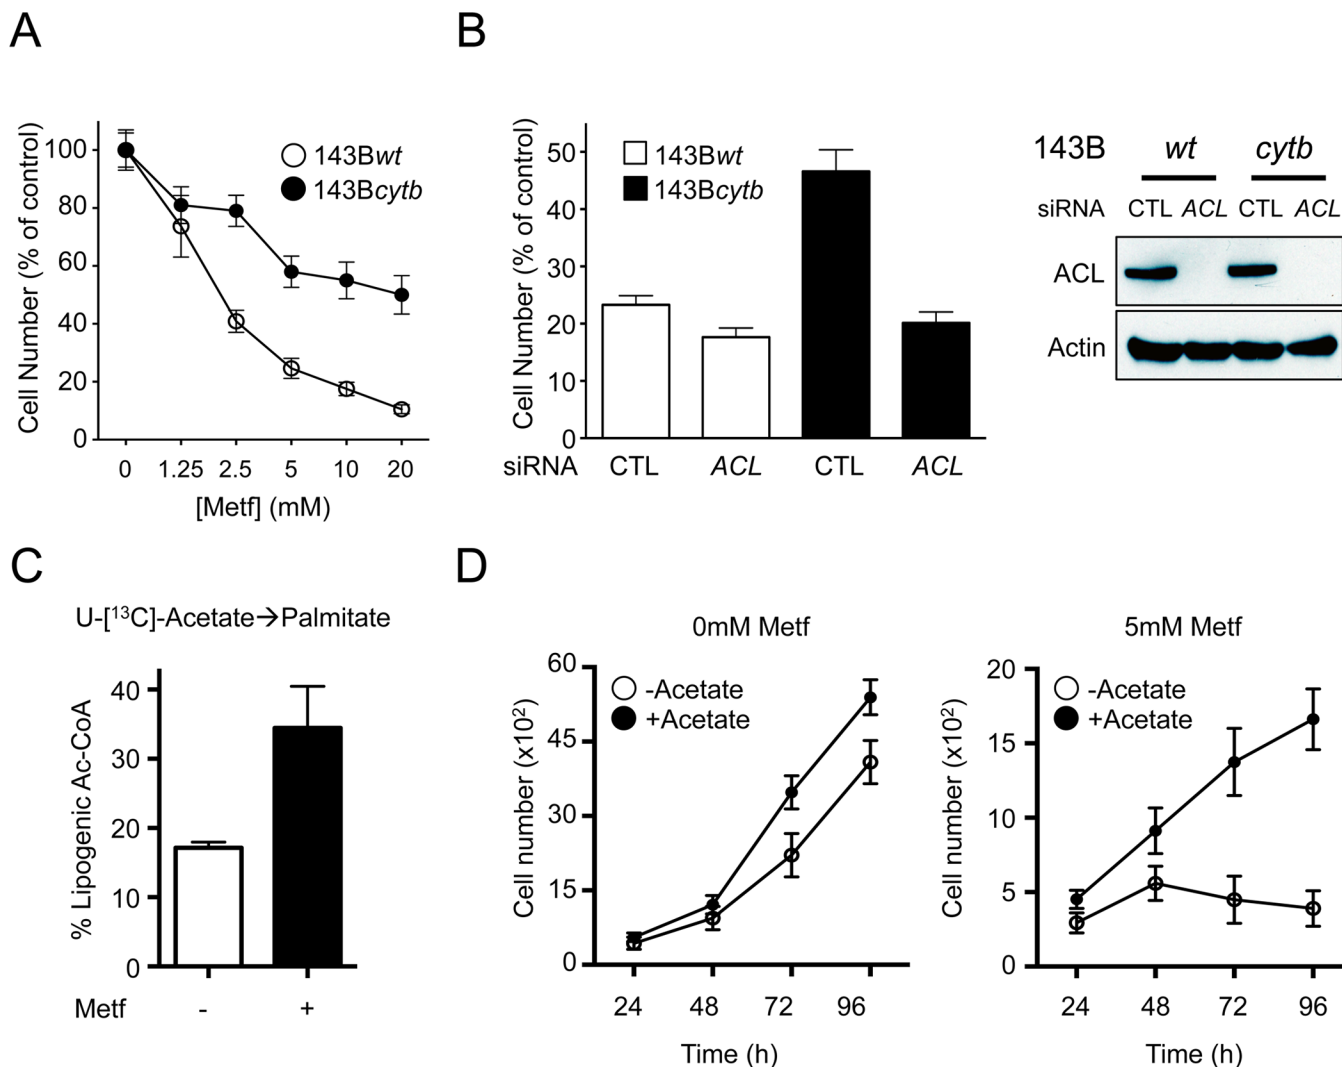 A
Cell Number (% of control)
100
80
60
40
20
0
143Bwt
143Bcytb
0 1.25 2.5 5 10 20
[Metf] (mM)
B
Cell Number (% of control)
50
40
30
20
10
0
143Bwt
143Bcytb
siRNA CTL ACL CTL ACL
143B wt cytb
siRNA CTL ACL CTL ACL
ACL
Actin
C
U-[¹³C]-Acetate→Palmitate
% Lipogenic Ac-CoA
40
30
20
10
0
Metf - +
D
0mM Metf
Cell number (x10²)
60
45
30
15
0
-Acetate
+Acetate
24 48 72 96
Time (h)
5mM Metf
Cell number (x10²)
20
15
10
5
0
-Acetate
+Acetate
24 48 72 96
Time (h)